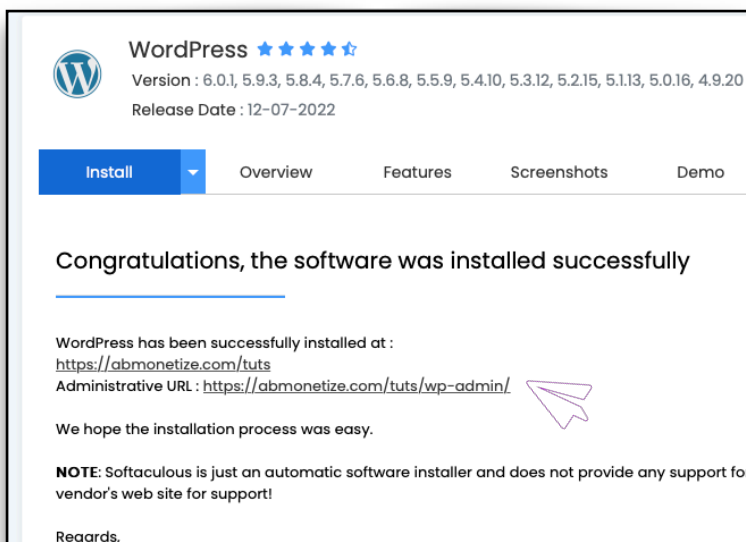 WordPress
Version : 6.0.1, 5.9.3, 5.8.4, 5.7.6, 5.6.8, 5.5.9, 5.4.10, 5.3.12, 5.2.15, 5.1.13, 5.0.16, 4.9.20
Release Date : 12-07-2022
Install Overview Features Screenshots Demo
Congratulations, the software was installed successfully
WordPress has been successfully installed at :
https://abmonetize.com/tuts
Administrative URL : https://abmonetize.com/tuts/wp-admin/
We hope the installation process was easy.
NOTE: Softaculous is just an automatic software installer and does not provide any support fo
vendor's web site for support!
Regards,